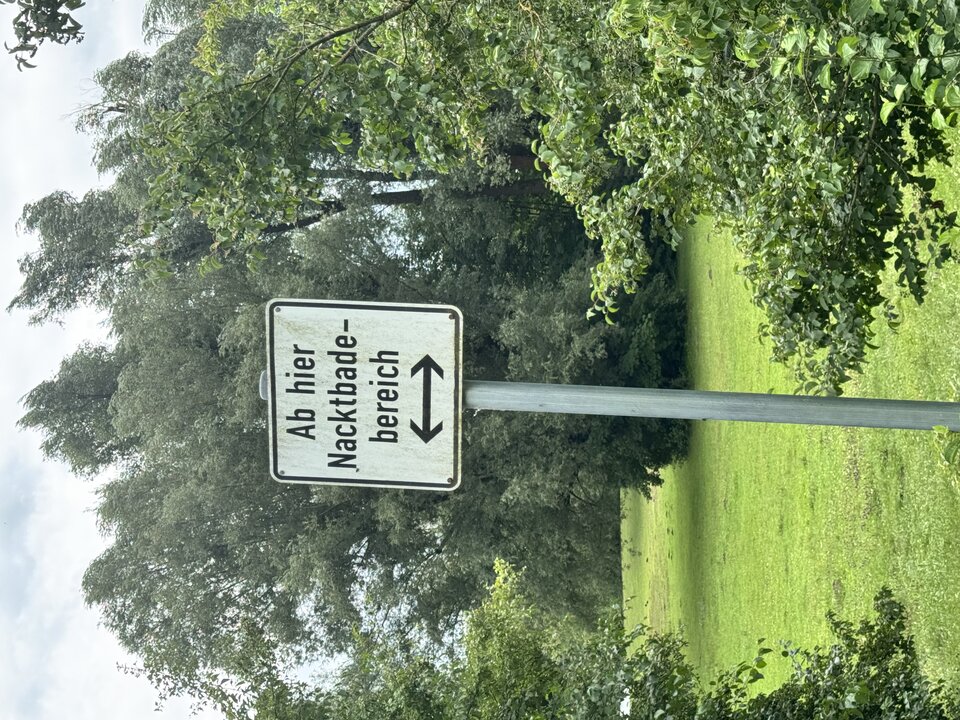 Ab hier
Nacktbade-
bereich
↔